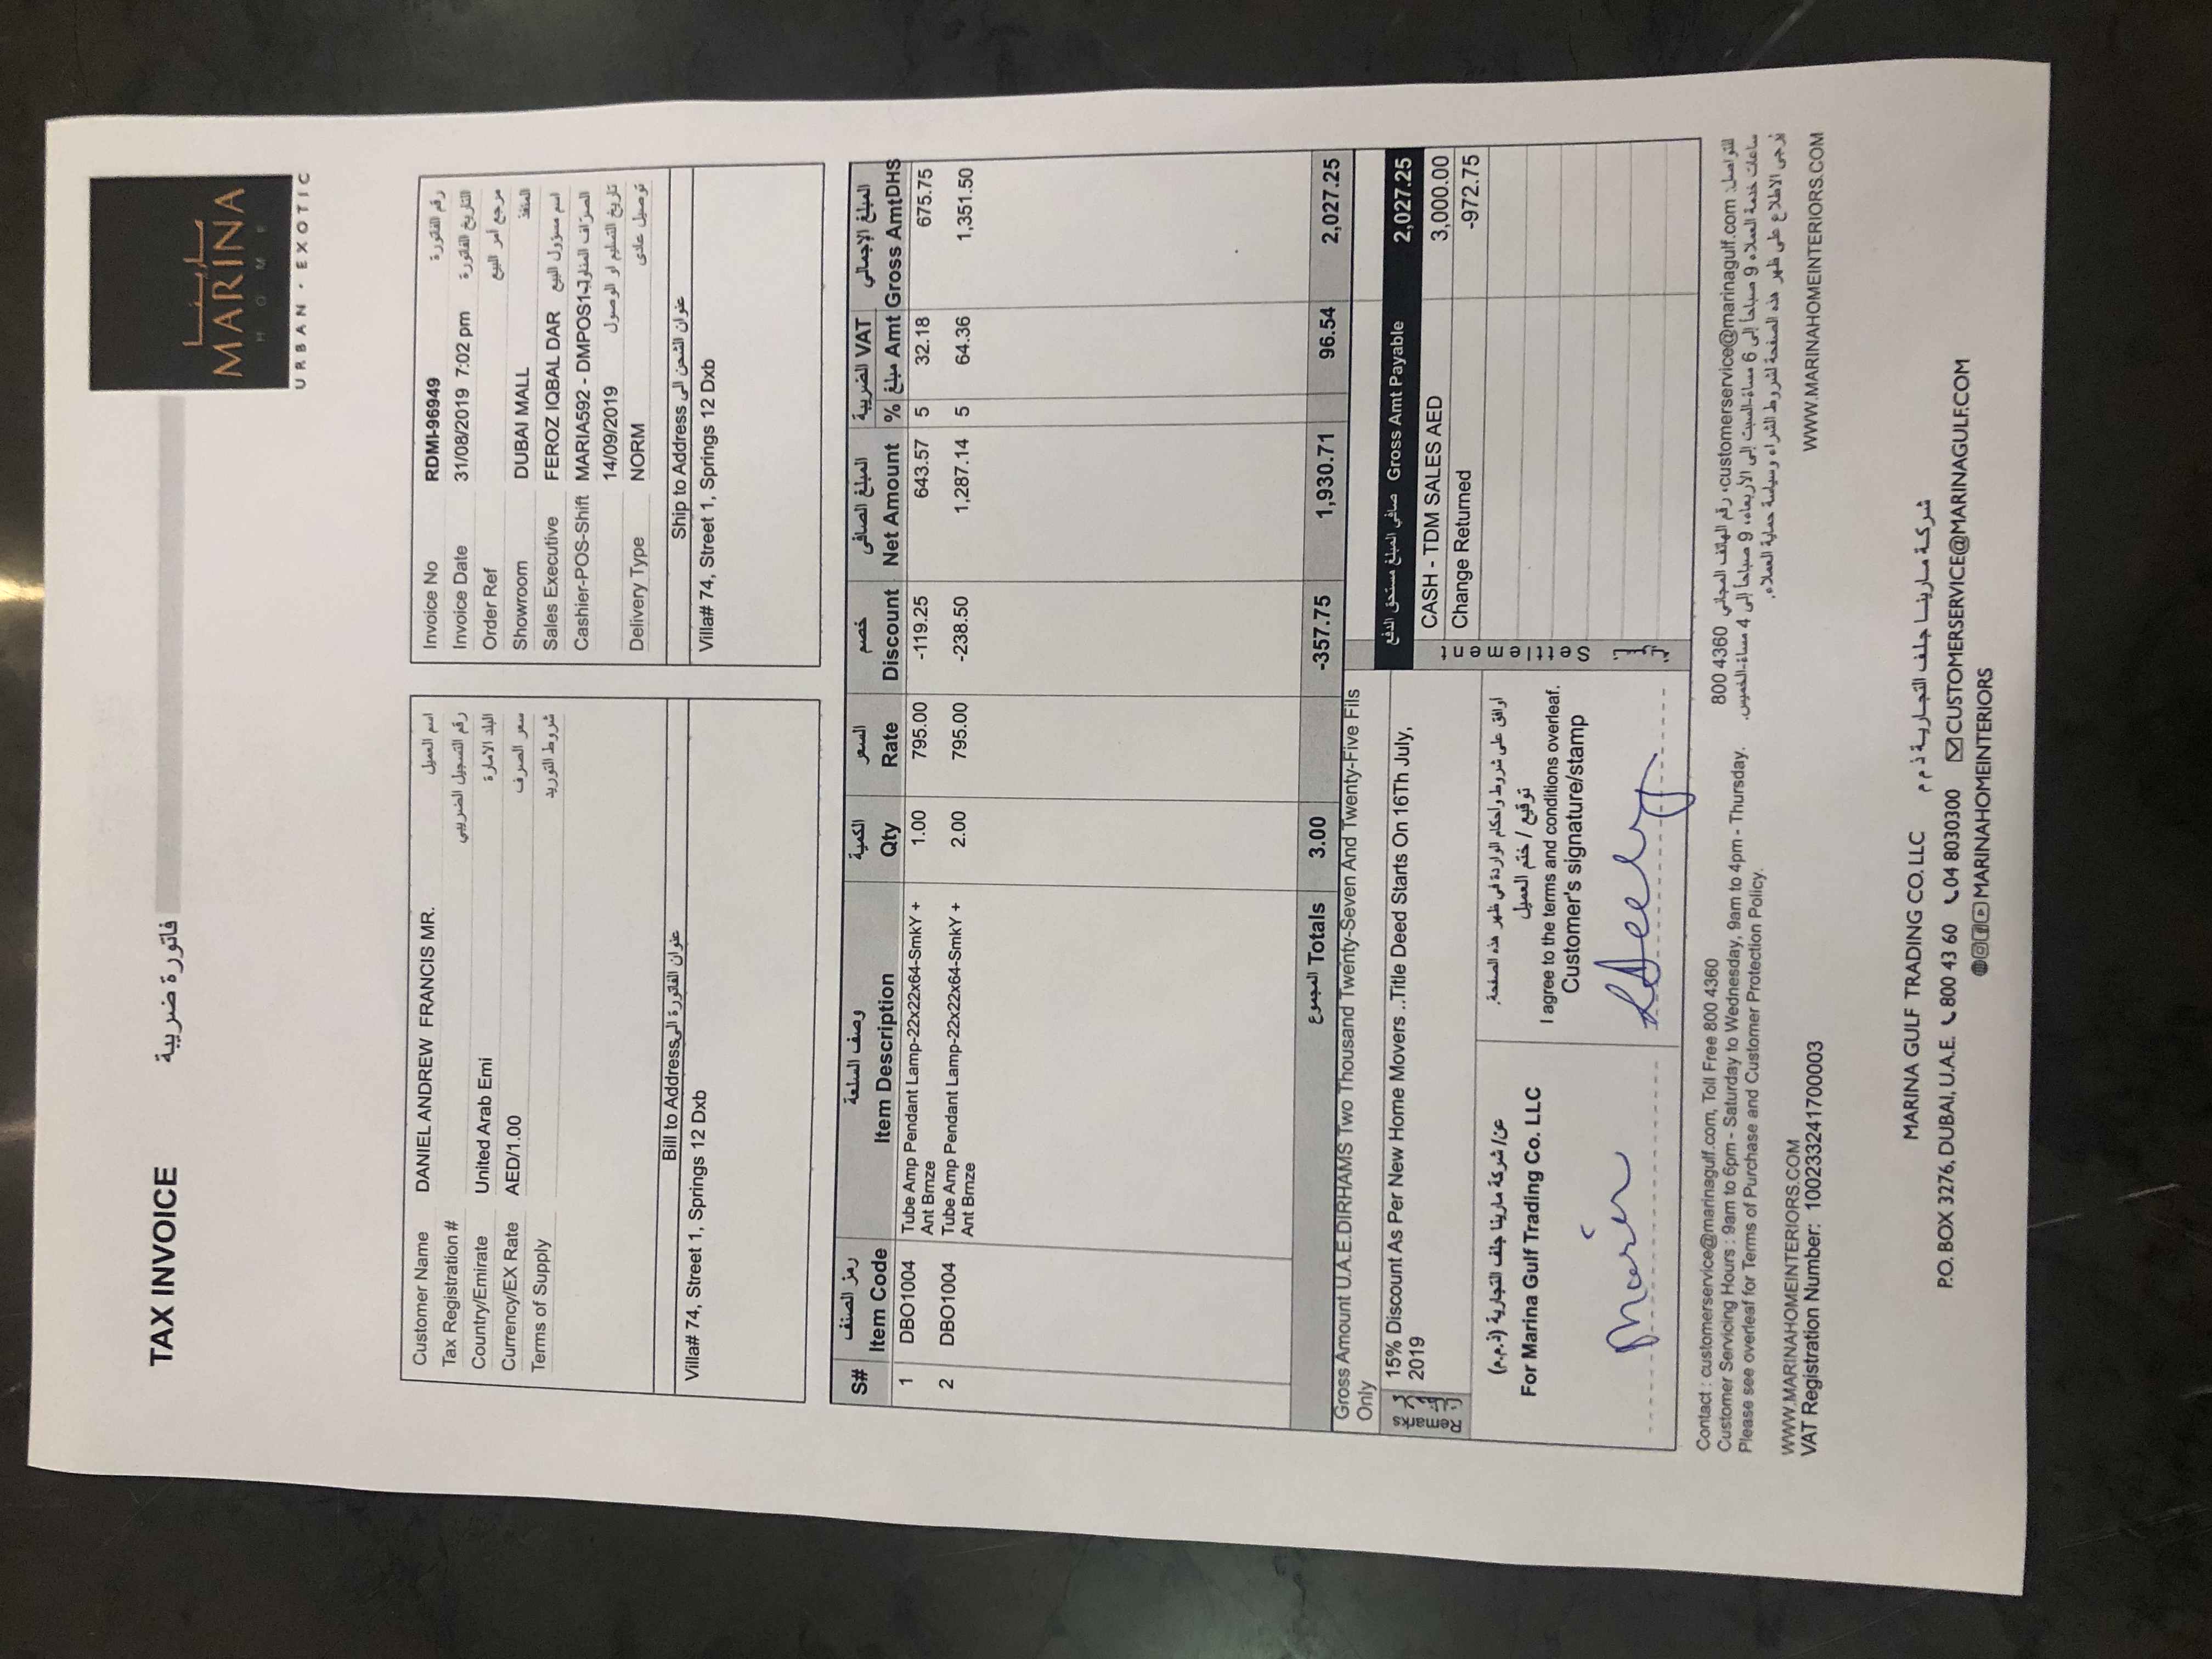 TAX INVOICE فاتورة ضريبة
مارينا
MARINA
HOME
URBAN • EXOTIC
Customer Name DANIEL ANDREW FRANCIS MR. اسم العميل
Tax Registration # رقم التسجيل الضريبي
Country/Emirate United Arab Emi البلد الامارة
Currency/EX Rate AED/1.00 سعر الصرف
Terms of Supply شروط التوريد
Bill to Address عنوان الفاتورة الى
Villa# 74, Street 1, Springs 12 Dxb
Invoice No RDMI-96949 رقم الفاتورة
Invoice Date 31/08/2019 7:02 pm التاريخ الفاتورة
Order Ref مرجع أمر البيع
Showroom DUBAI MALL المنفذ
Sales Executive FEROZ IQBAL DAR اسم مسؤول البيع
Cashier-POS-Shift MARIA592 - DMPOS1- الصرّاف
14/09/2019 تاريخ التسليم او الوصول
Delivery Type NORM توصيل عادى
Ship to Address عنوان الشحن الى
Villa# 74, Street 1, Springs 12 Dxb
S# رمز الصنف وصف السلعة الكمية السعر خصم المبلغ الصافى الضريبة VAT المبلغ الإجمالي
Item Code Item Description Qty Rate Discount Net Amount % مبلغ Amt Gross AmtDHS
1 DBO1004 Tube Amp Pendant Lamp-22x22x64-SmkY + 1.00 795.00 -119.25 643.57 5 32.18 675.75
Ant Brnze
2 DBO1004 Tube Amp Pendant Lamp-22x22x64-SmkY + 2.00 795.00 -238.50 1,287.14 5 64.36 1,351.50
Ant Brnze
المجموع Totals 3.00 -357.75 1,930.71 96.54 2,027.25
Gross Amount U.A.E.DIRHAMS Two Thousand Twenty-Seven And Twenty-Five Fils
Only
Remarks ملاحظات
15% Discount As Per New Home Movers ..Title Deed Starts On 16Th July,
2019
صافي المبلغ مستحق الدفع Gross Amt Payable 2,027.25
Settlement تسوية
CASH - TDM SALES AED 3,000.00
Change Returned -972.75
عن/ شركة مارينا جلف التجارية (ذ.م.م)
For Marina Gulf Trading Co. LLC
أوافق على شروط وأحكام الواردة في ظهر هذه الصفحة.
توقيع / ختم العميل
I agree to the terms and conditions overleaf.
Customer's signature/stamp
Contact : customerservice@marinagulf.com, Toll Free 800 4360
Customer Servicing Hours : 9am to 6pm - Saturday to Wednesday, 9am to 4pm - Thursday.
Please see overleaf for Terms of Purchase and Customer Protection Policy.
WWW.MARINAHOMEINTERIORS.COM
VAT Registration Number: 100233241700003
للتواصل: customerservice@marinagulf.com، رقم الهاتف المجاني 4360 800
ساعات خدمة العملاء 9 صباحاً إلى 6 مساءً-السبت إلى الأربعاء، 9 صباحاً إلى 4 مساءً-الخميس.
يُرجى الاطلاع على ظهر هذه الصفحة لشروط الشراء وسياسة حماية العملاء.
WWW.MARINAHOMEINTERIORS.COM
MARINA GULF TRADING CO. LLC شركة مارينا جلف التجارية ذ م م
P.O. BOX 3276, DUBAI, U.A.E. 800 43 60 04 8030300 CUSTOMERSERVICE@MARINAGULF.COM
MARINAHOMEINTERIORS